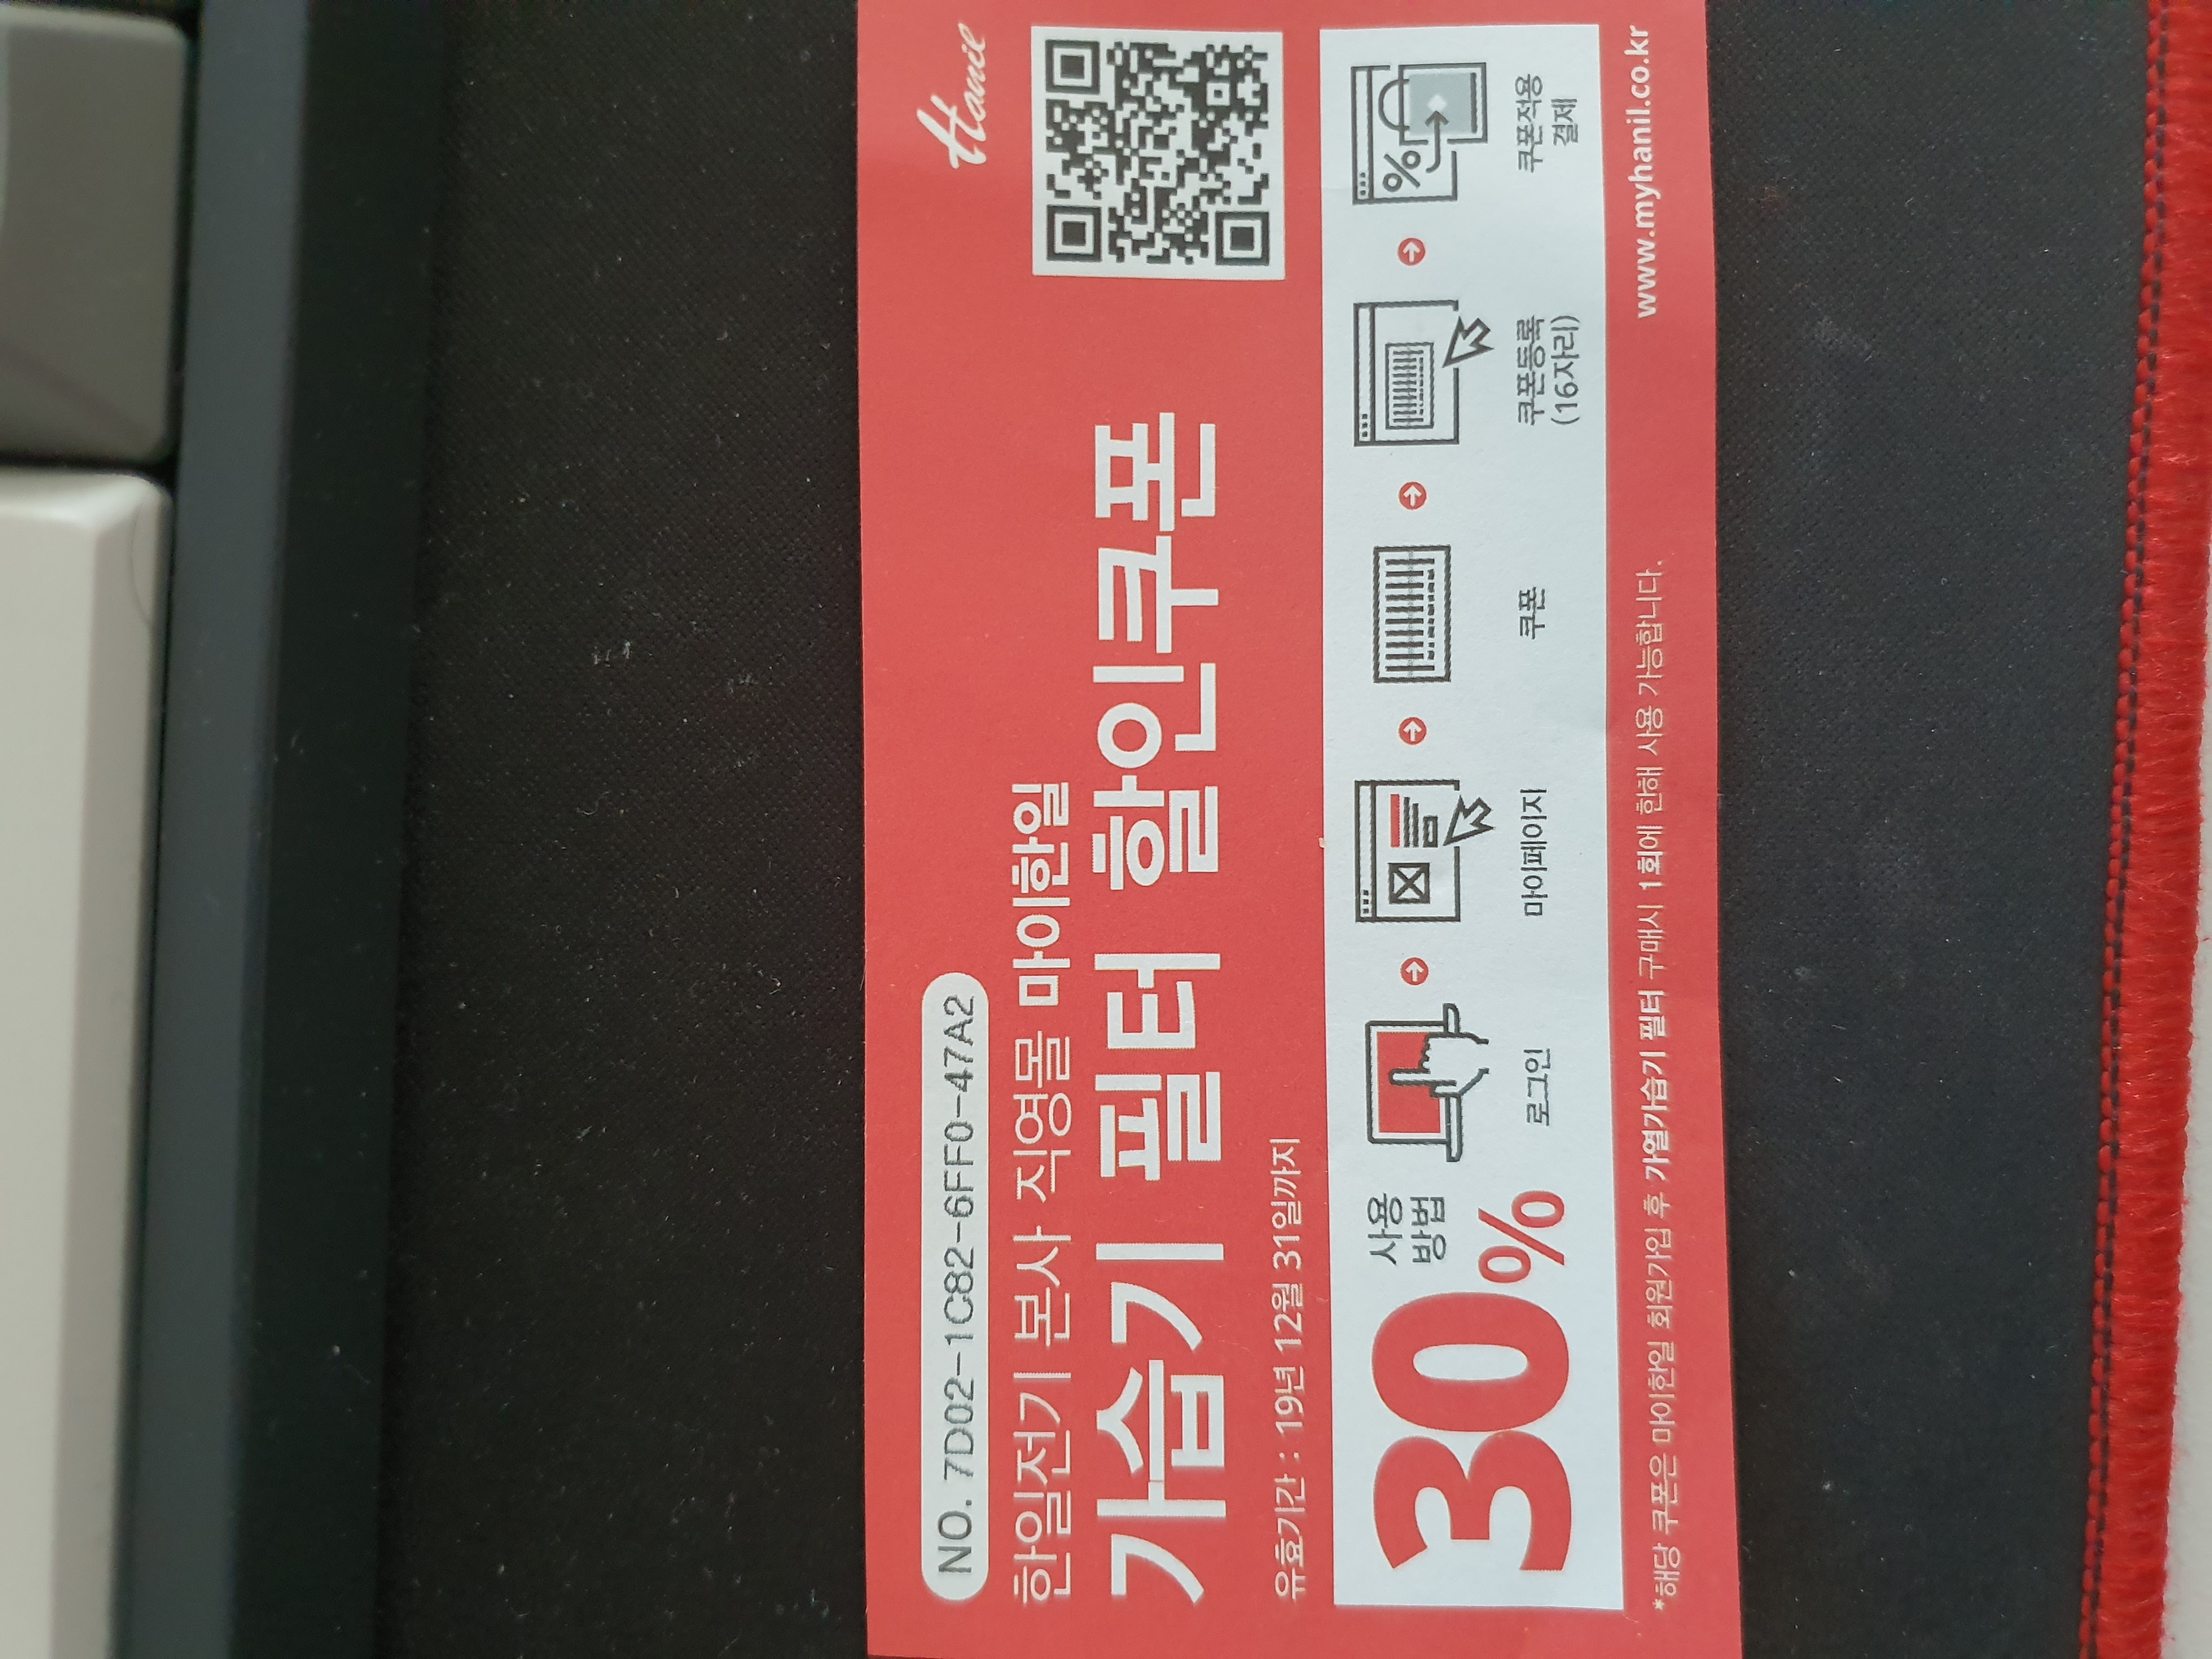 NO. 7D02-1C82-6FF0-47A2
Hanil
한일전기 본사 직영몰 마이한일
가습기 필터 할인쿠폰
유효기간 : 19년 12월 31일까지
30%
사용
방법
로그인
마이페이지
쿠폰
쿠폰등록
(16자리)
쿠폰적용
결제
*해당 쿠폰은 마이한일 회원가입 후 가열가습기 필터 구매시 1회에 한해 사용 가능합니다.
www.myhanil.co.kr